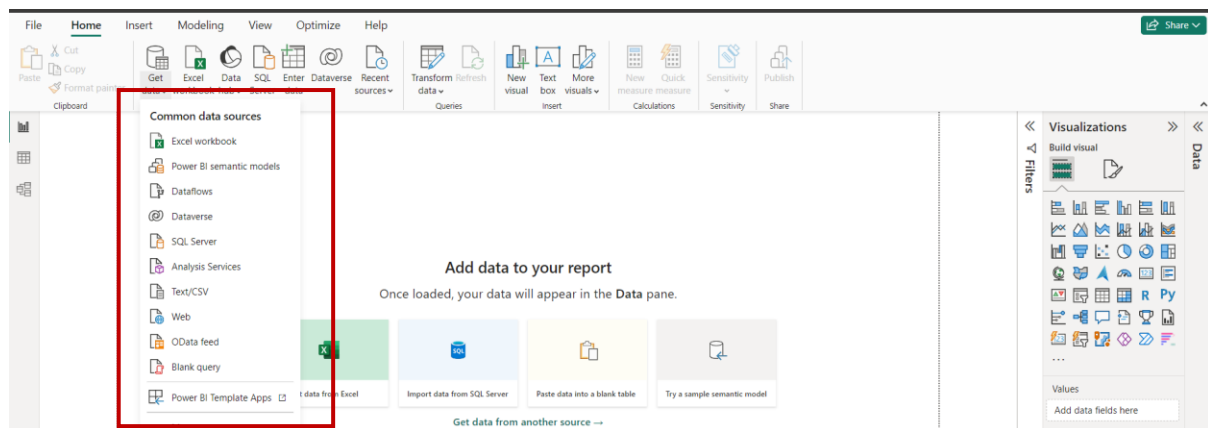 File Home Insert Modeling View Optimize Help
Share
Paste
Cut
Copy
Format painter
Clipboard
Get data
Excel workbook
Data hub
SQL Server
Enter data
Dataverse
Recent sources
Transform data
Refresh
Queries
New visual
Text box
More visuals
Insert
New measure
Quick measure
Calculations
Sensitivity
Sensitivity
Publish
Share
Common data sources
Excel workbook
Power BI semantic models
Dataflows
Dataverse
SQL Server
Analysis Services
Text/CSV
Web
OData feed
Blank query
Power BI Template Apps
Add data to your report
Once loaded, your data will appear in the Data pane.
SQL
data from Excel
Import data from SQL Server
Paste data into a blank table
Try a sample semantic model
Get data from another source →
Filters
Visualizations
Build visual
R Py
123
...
Values
Add data fields here
Data